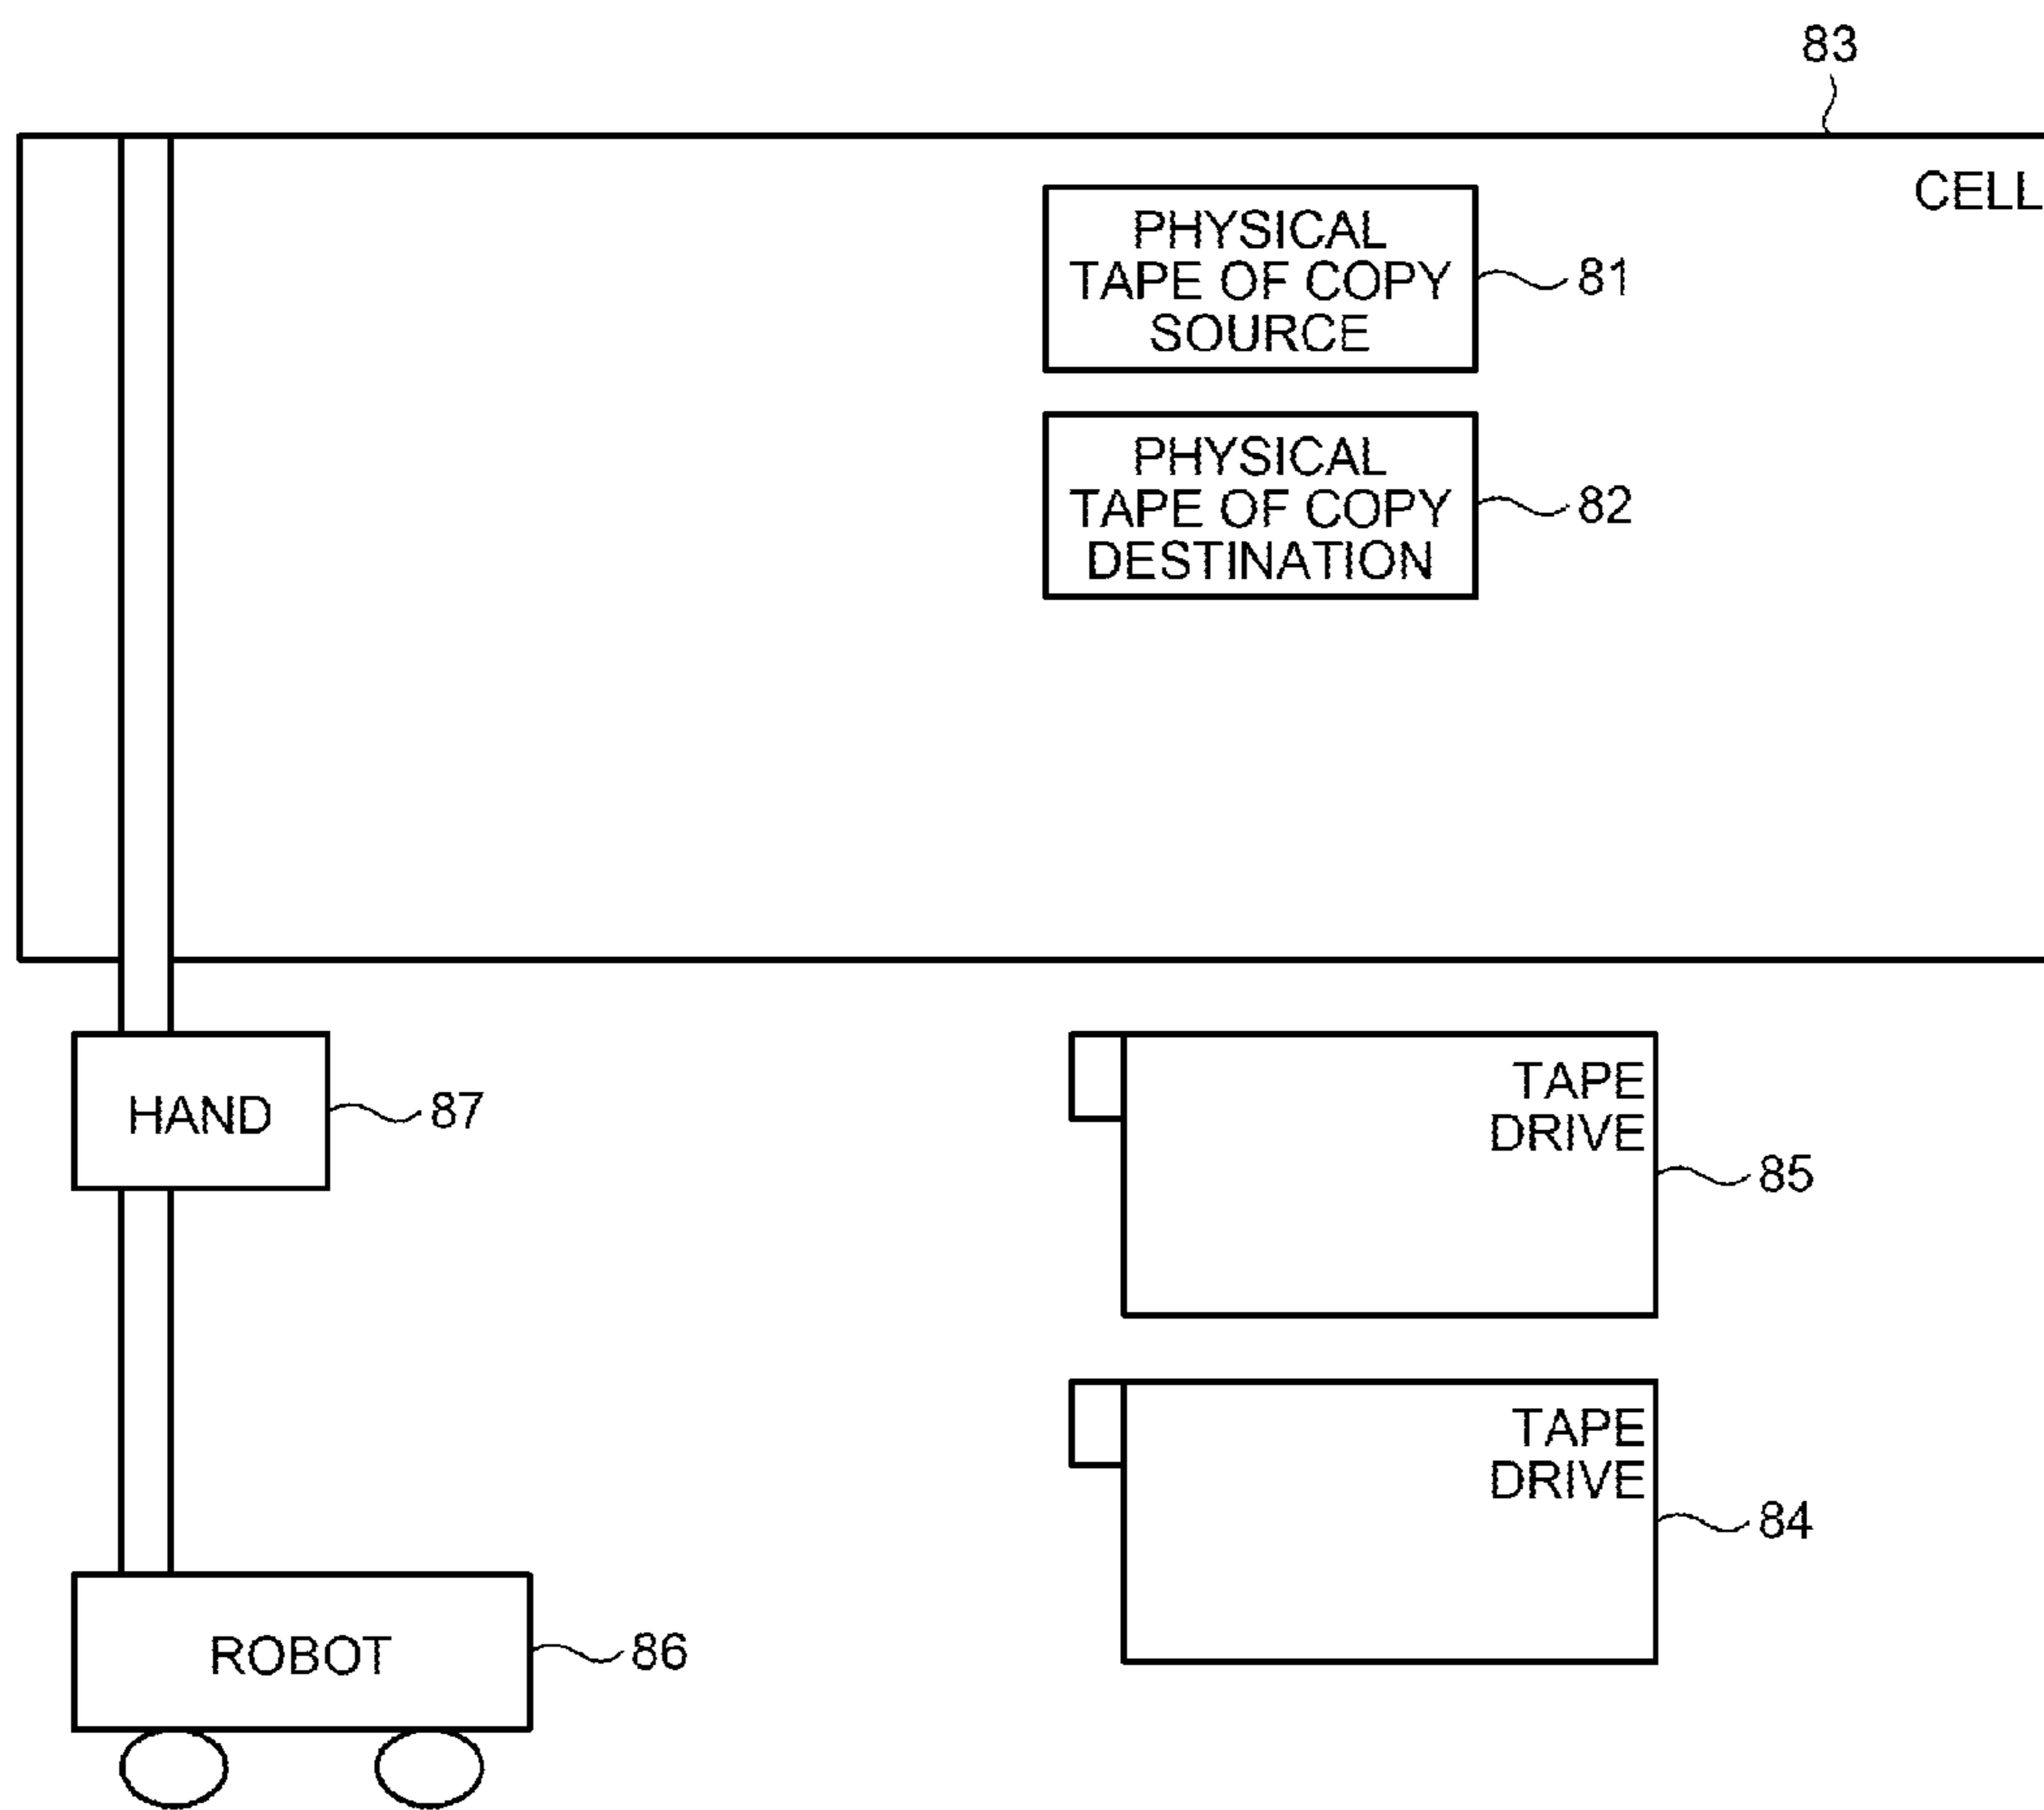 83
CELL
PHYSICAL
TAPE OF COPY
SOURCE
81
PHYSICAL
TAPE OF COPY
DESTINATION
82
HAND
87
TAPE
DRIVE
85
TAPE
DRIVE
84
ROBOT
86